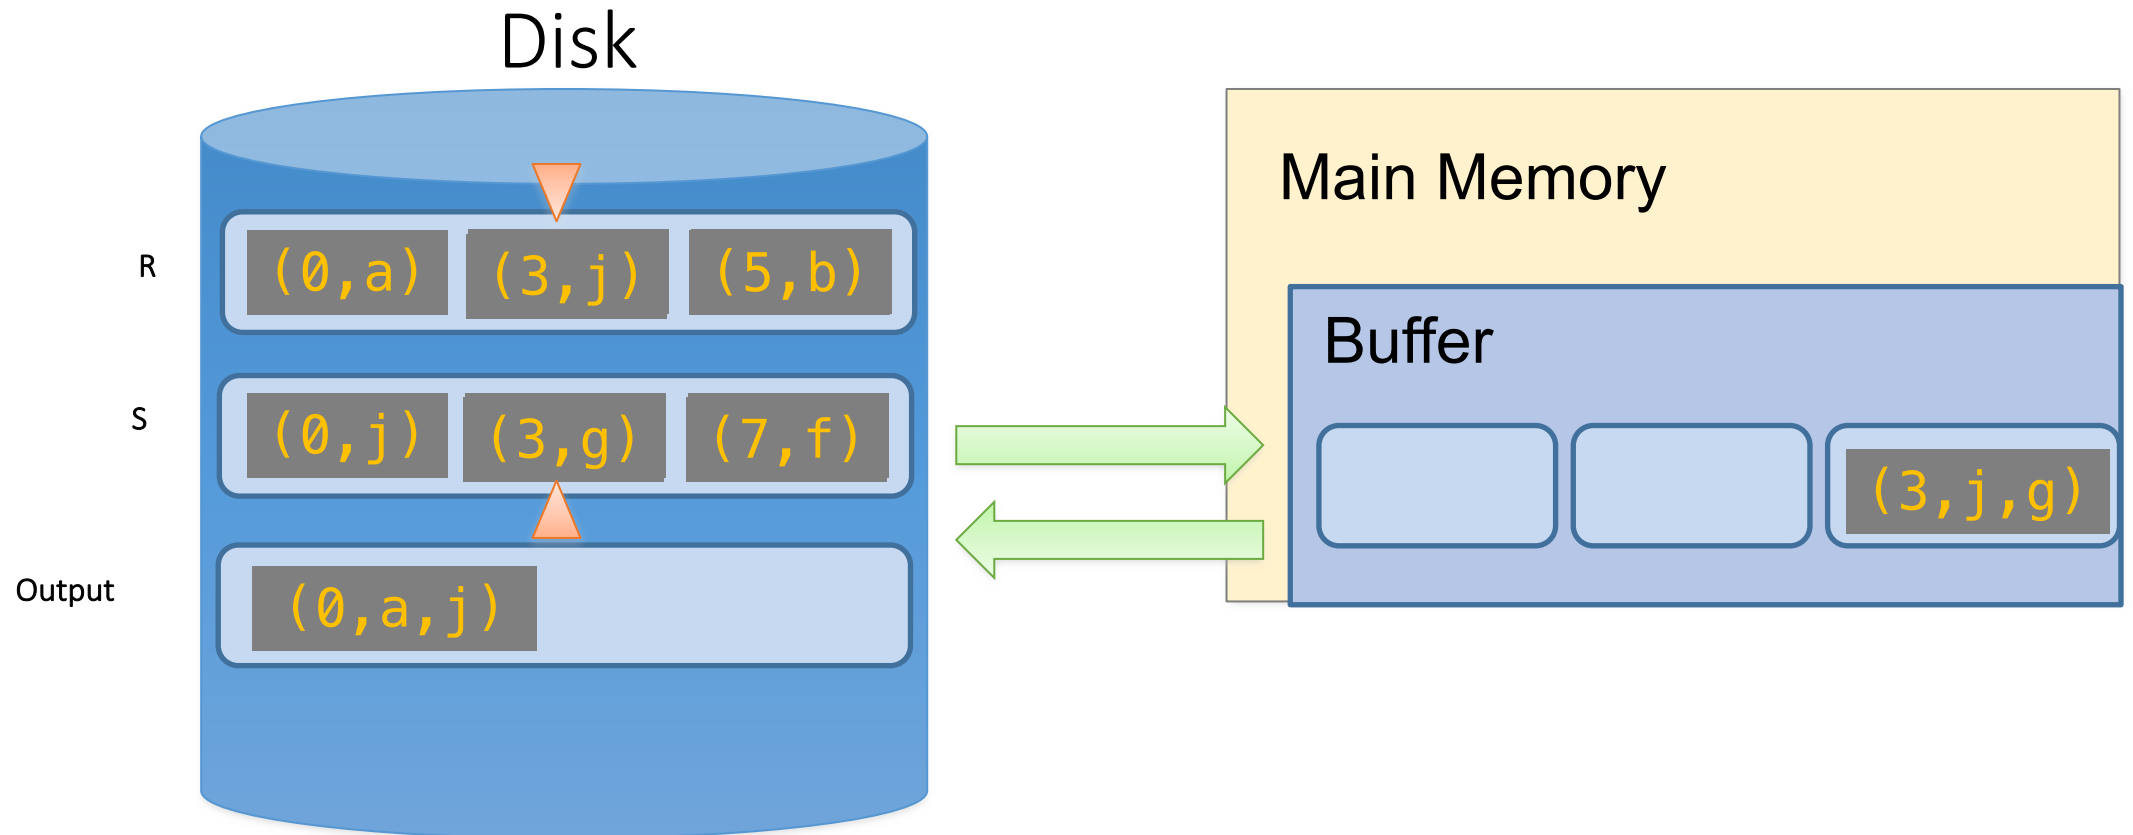 Disk
Main Memory
R
(0,a) (3,j) (5,b)
Buffer
S
(0,j) (3,g) (7,f)
(3,j,g)
Output
(0,a,j)